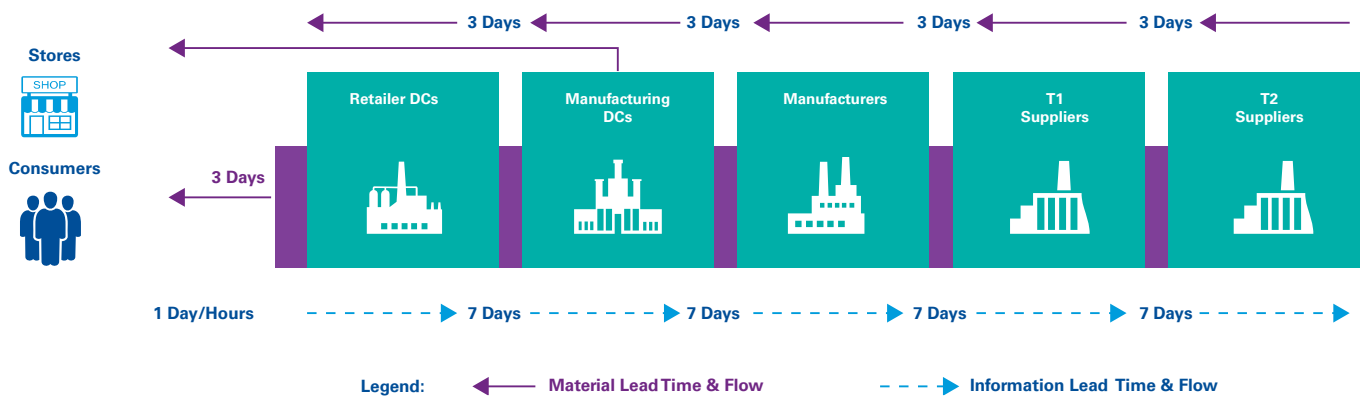 3 Days 3 Days 3 Days 3 Days
Stores
SHOP
Consumers
3 Days
Retailer DCs
Manufacturing
DCs
Manufacturers
T1
Suppliers
T2
Suppliers
1 Day/Hours 7 Days 7 Days 7 Days 7 Days
Legend: Material Lead Time & Flow Information Lead Time & Flow